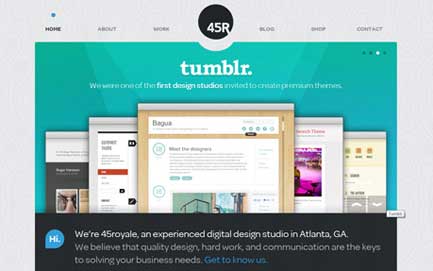 HOME ABOUT WORK 45R BLOG SHOP CONTACT
tumblr.
We were one of the first design studios invited to create premium themes.
Bagua
Meet the designers
Hi.
We're 45royale, an experienced digital design studio in Atlanta, GA.
We believe that quality design, hard work, and communication are the keys
to solving your business needs. Get to know us.